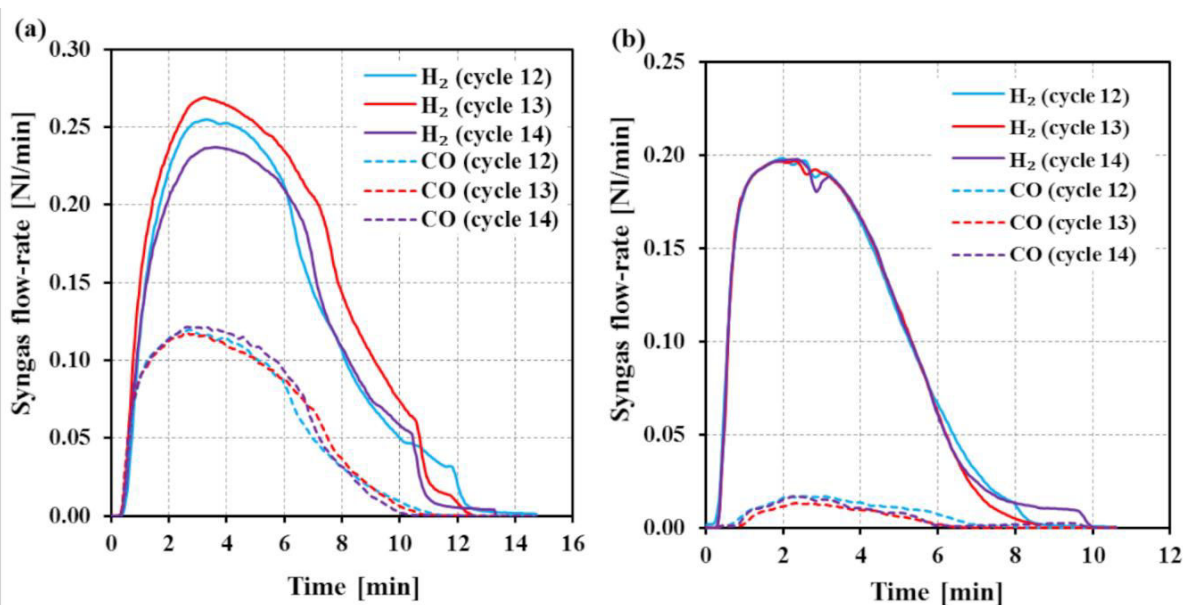 (a)
Syngas flow-rate [Nl/min]
0.30
0.25
0.20
0.15
0.10
0.05
0.00
H₂ (cycle 12)
H₂ (cycle 13)
H₂ (cycle 14)
CO (cycle 12)
CO (cycle 13)
CO (cycle 14)
0 2 4 6 8 10 12 14 16
Time [min]
(b)
Syngas flow-rate [Nl/min]
0.25
0.20
0.15
0.10
0.05
0.00
H₂ (cycle 12)
H₂ (cycle 13)
H₂ (cycle 14)
CO (cycle 12)
CO (cycle 13)
CO (cycle 14)
0 2 4 6 8 10 12
Time [min]